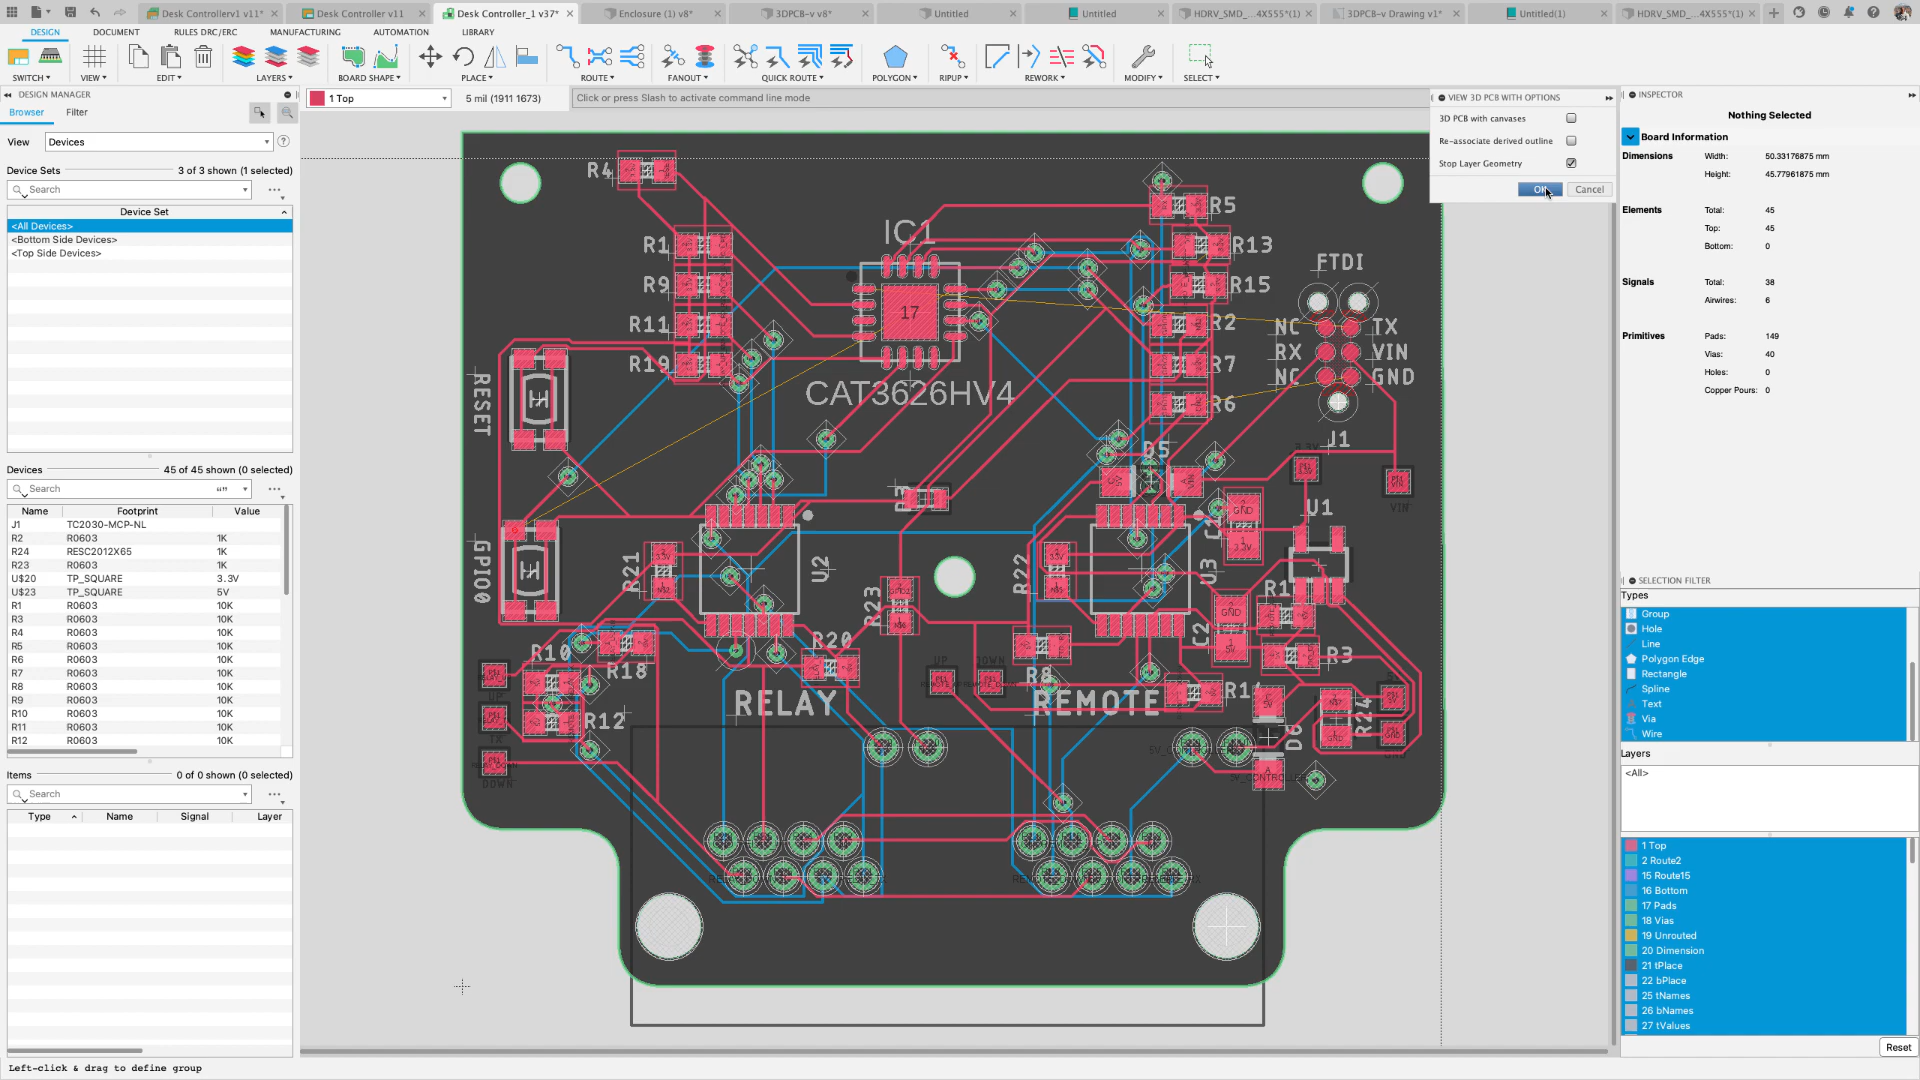 Desk Controllerv1 v11*
Desk Controller v11
Desk Controller_1 v37*
Enclosure (1) v8*
3DPCB-v v8*
Untitled
Untitled
HDRV_SMD_...4X555*(1)
3DPCB-v Drawing v1*
Untitled(1)
HDRV_SMD_...4X555*(1)
DESIGN
DOCUMENT
RULES DRC/ERC
MANUFACTURING
AUTOMATION
LIBRARY
SWITCH
VIEW
EDIT
LAYERS
BOARD SHAPE
PLACE
ROUTE
FANOUT
QUICK ROUTE
POLYGON
RIPUP
REWORK
MODIFY
SELECT
DESIGN MANAGER
Browser
Filter
View
Devices
Device Sets
3 of 3 shown (1 selected)
Search
Device Set
<All Devices>
<Bottom Side Devices>
<Top Side Devices>
Devices
45 of 45 shown (0 selected)
Search
Name Footprint Value
J1 TC2030-MCP-NL
R2 R0603 1K
R24 RESC2012X65 1K
R23 R0603 1K
U$20 TP_SQUARE 3.3V
U$23 TP_SQUARE 5V
R1 R0603 10K
R3 R0603 10K
R4 R0603 10K
R5 R0603 10K
R6 R0603 10K
R7 R0603 10K
R8 R0603 10K
R9 R0603 10K
R10 R0603 10K
R11 R0603 10K
R12 R0603 10K
Items
0 of 0 shown (0 selected)
Search
Type Name Signal Layer
Left-click & drag to define group
1 Top
5 mil (1911 1673)
Click or press Slash to activate command line mode
R4
R1
R9
R11
R19
IC1
17
CAT3626HV4
R5
R13
R15
R2
R7
R6
FTDI
NC
TX
RX
VIN
NC
GND
J1
RESET
GPIO0
R21
U2
R23
R22
U3
U1
GND
3.3V
C2
GND
R3
R10
R18
R20
R8
R12
UP
DOWN
RELAY
REMOTE
D6
R24
DOWN
VIEW 3D PCB WITH OPTIONS
3D PCB with canvases
Re-associate derived outline
Stop Layer Geometry
OK
Cancel
INSPECTOR
Nothing Selected
Board Information
Dimensions
Width: 50.33176875 mm
Height: 45.77961875 mm
Elements
Total: 45
Top: 45
Bottom: 0
Signals
Total: 38
Airwires: 6
Primitives
Pads: 149
Vias: 40
Holes: 0
Copper Pours: 0
SELECTION FILTER
Types
Group
Hole
Line
Polygon Edge
Rectangle
Spline
Text
Via
Wire
Layers
<All>
1 Top
2 Route2
15 Route15
16 Bottom
17 Pads
18 Vias
19 Unrouted
20 Dimension
21 tPlace
22 bPlace
25 tNames
26 bNames
27 tValues
Reset